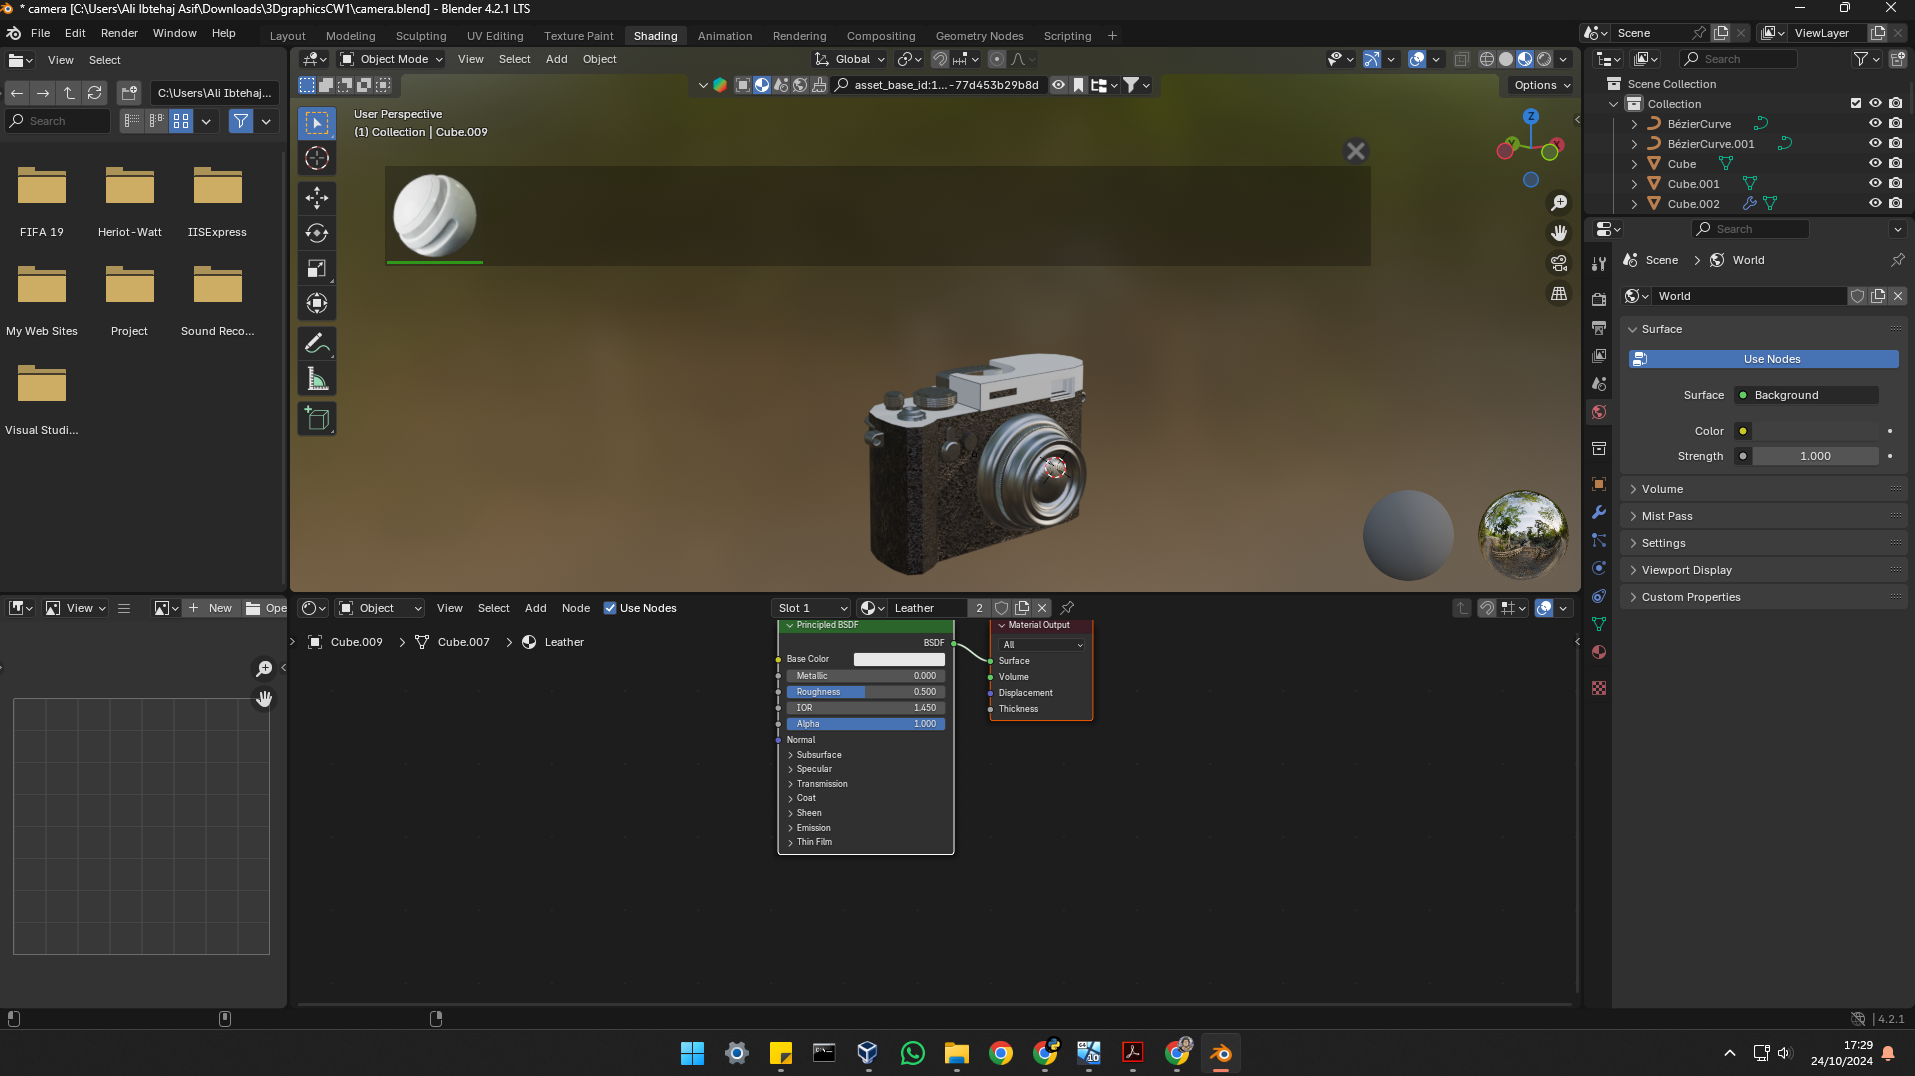 * camera [C:\Users\Ali Ibtehaj Asif\Downloads\3DgraphicsCW1\camera.blend] - Blender 4.2.1 LTS
File Edit Render Window Help
Layout Modeling Sculpting UV Editing Texture Paint Shading Animation Rendering Compositing Geometry Nodes Scripting +
Scene
ViewLayer
View Select
Object Mode View Select Add Object
Global
Search
C:\Users\Ali Ibtehaj...
Search
asset_base_id:1...-77d453b29b8d
Options
User Perspective
(1) Collection | Cube.009
Z
Y
X
FIFA 19
Heriot-Watt
IISExpress
My Web Sites
Project
Sound Reco...
Visual Studi...
Scene Collection
Collection
BézierCurve
BézierCurve.001
Cube
Cube.001
Cube.002
Search
Scene > World
World
Surface
Use Nodes
Surface Background
Color
Strength 1.000
Volume
Mist Pass
Settings
Viewport Display
Custom Properties
View
New
Ope
Object View Select Add Node Use Nodes
Slot 1
Leather 2
Cube.009 > Cube.007 > Leather
Principled BSDF
BSDF
Base Color
Metallic 0.000
Roughness 0.500
IOR 1.450
Alpha 1.000
Normal
Subsurface
Specular
Transmission
Coat
Sheen
Emission
Thin Film
Material Output
All
Surface
Volume
Displacement
Thickness
4.2.1
17:29
24/10/2024